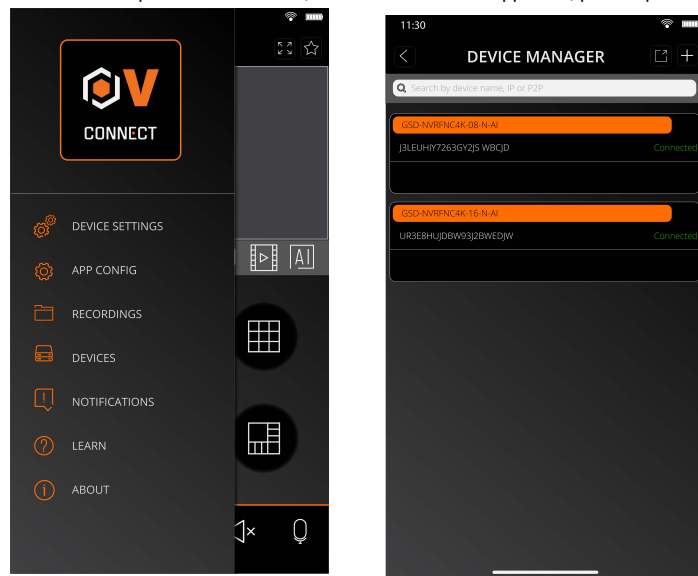 V
CONNECT
DEVICE SETTINGS
APP CONFIG
RECORDINGS
DEVICES
NOTIFICATIONS
LEARN
ABOUT
AI
11:30
DEVICE MANAGER
Search by device name, IP or P2P
GSD-NVRFNC4K-08-N-AI
J3LEUHIY7263GY2JS WBCJD Connected
GSD-NVRFNC4K-16-N-AI
UR3E8HUJDBW93J2BWEDJW Connected